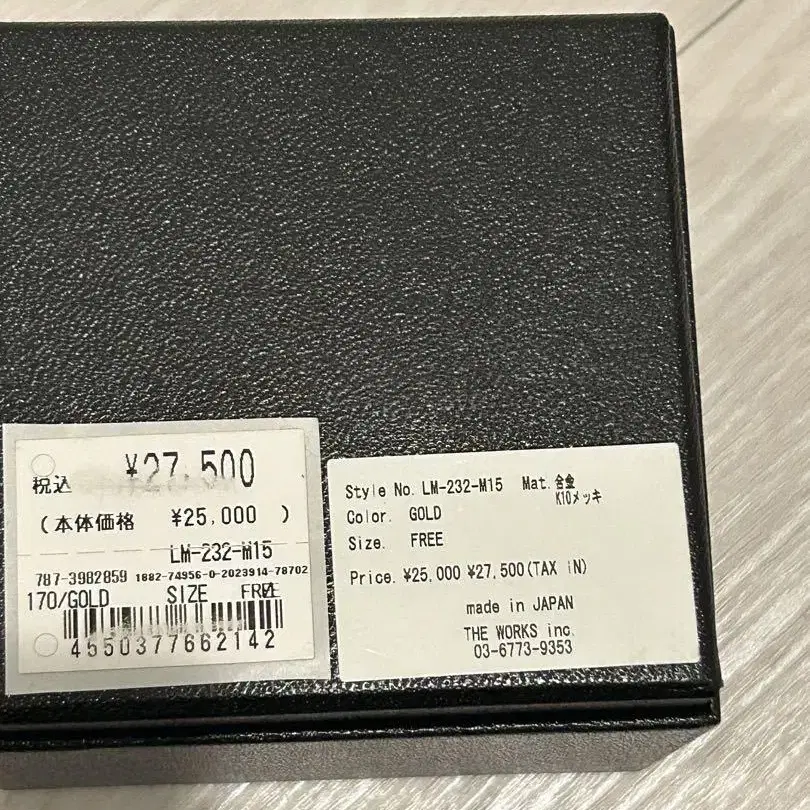 ¥27,500
税込
(本体価格 ¥25,000 )
LM-232-M15
787-3982859 1882-74956-0-2023914-78702
170/GOLD SIZE FREE
4550377662142
Style No. LM-232-M15 Mat. 合金
K10メッキ
Color. GOLD
Size. FREE
Price. ¥25,000 ¥27,500(TAX iN)
made in JAPAN
THE WORKS inc.
03-6773-9353